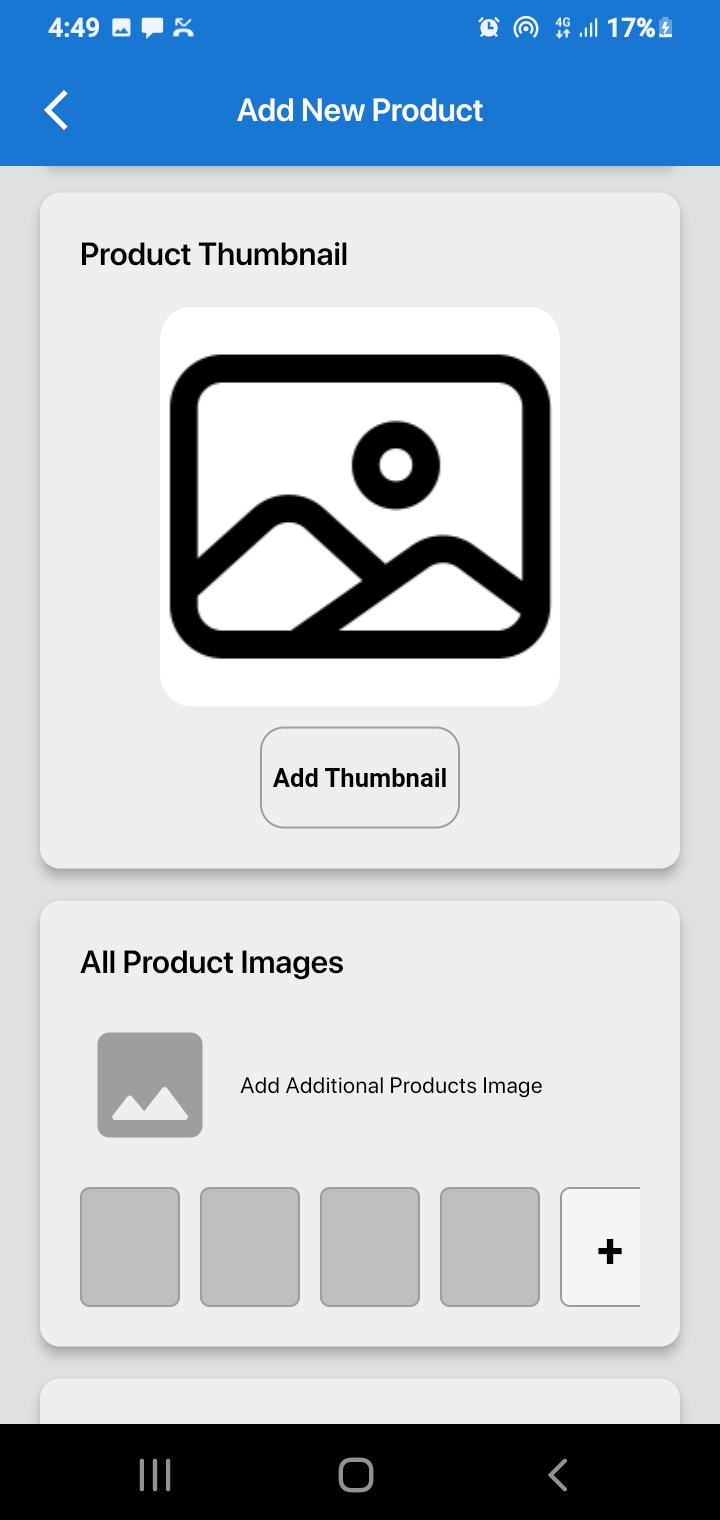 4:49 4G 17%
Add New Product
Product Thumbnail
Add Thumbnail
All Product Images
Add Additional Products Image
+